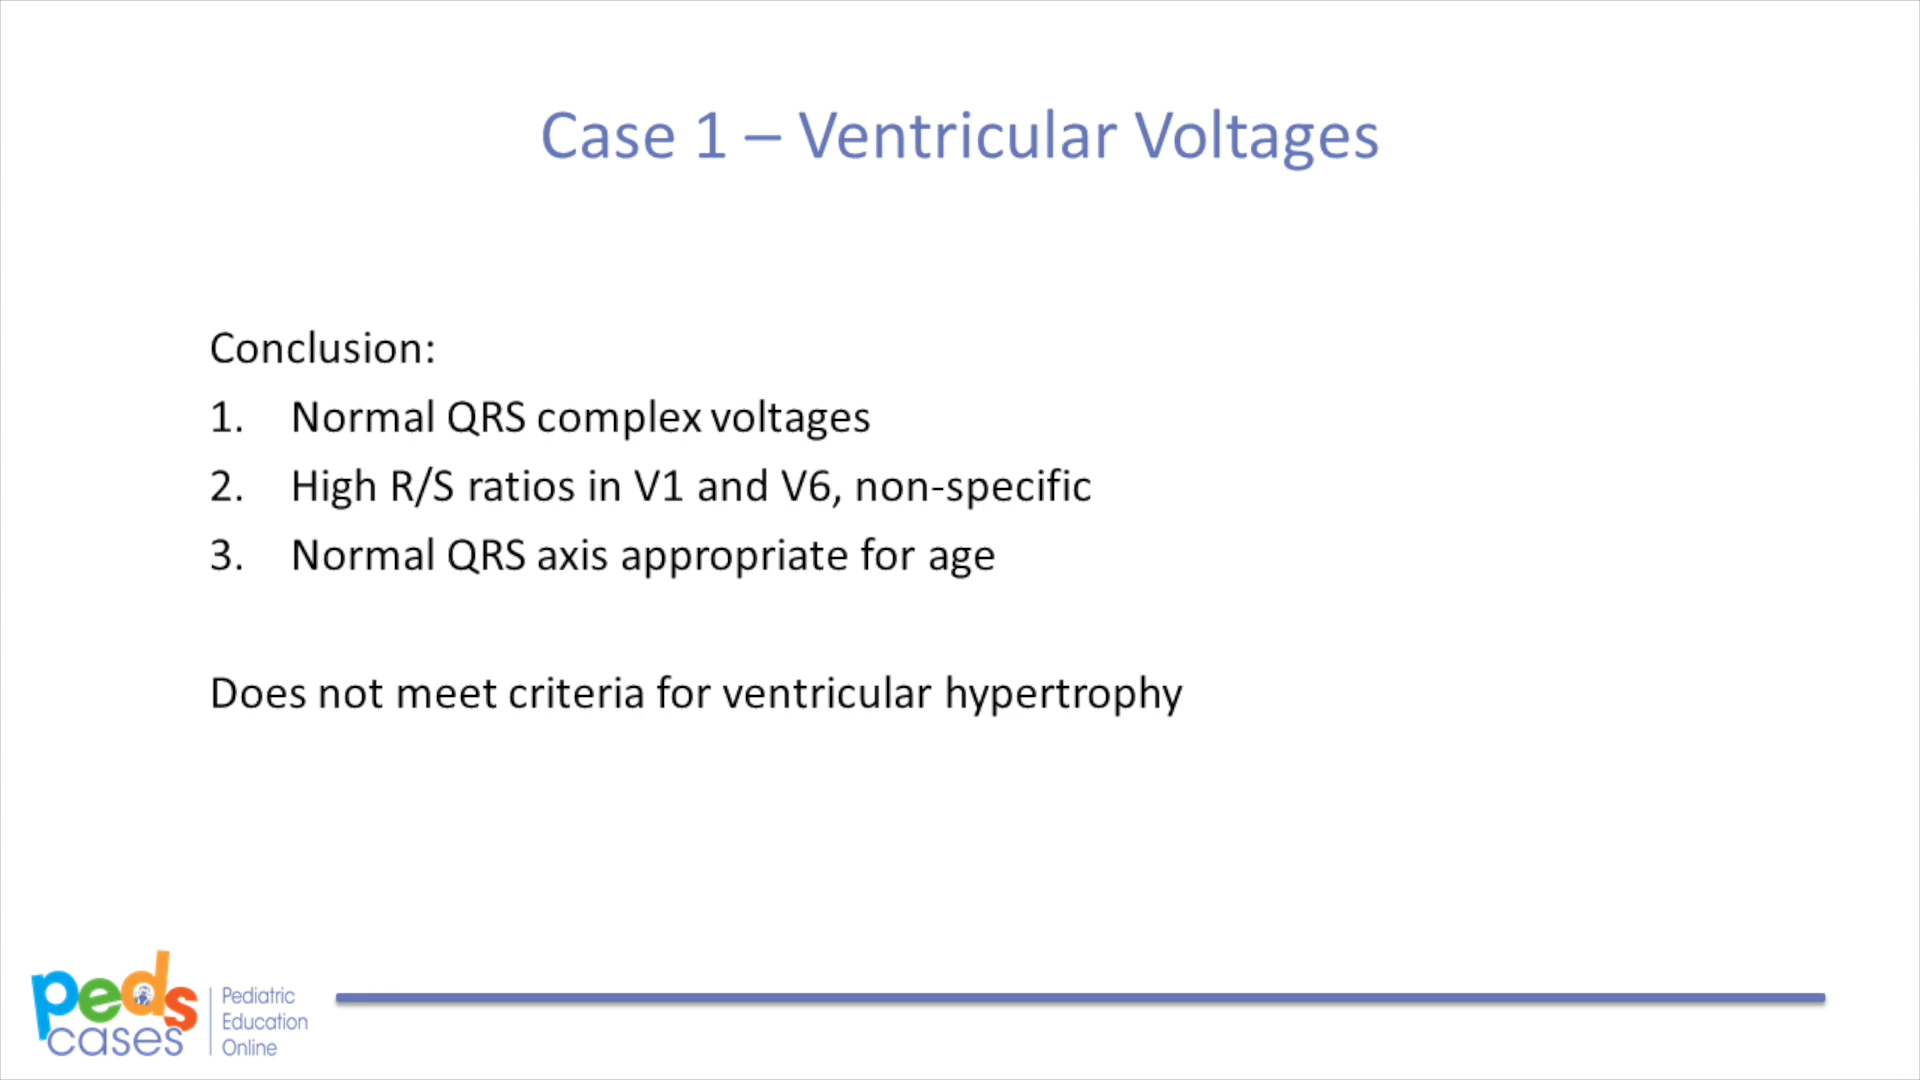 Case 1 – Ventricular Voltages
Conclusion:
1. Normal QRS complex voltages
2. High R/S ratios in V1 and V6, non-specific
3. Normal QRS axis appropriate for age
Does not meet criteria for ventricular hypertrophy
peds
cases
Pediatric
Education
Online